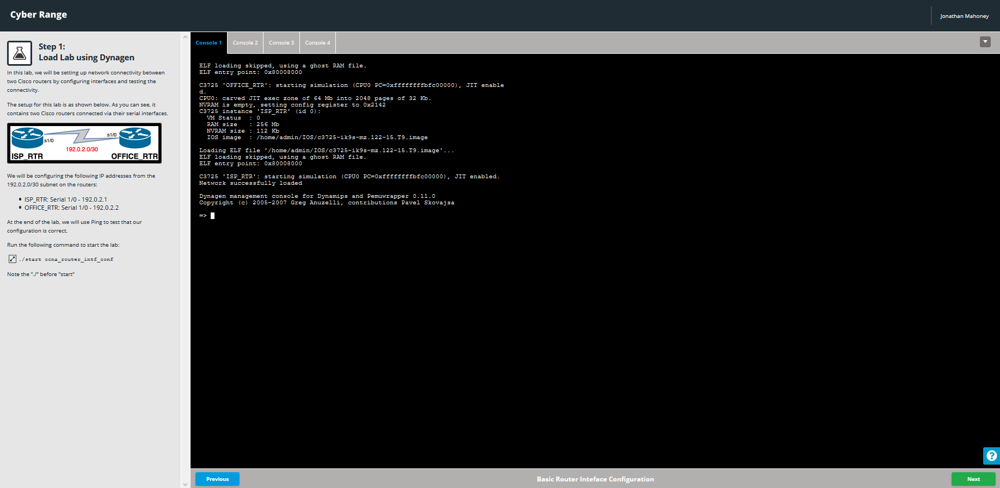 Cyber Range
Jonathan Mahoney
Step 1:
Load Lab using Dynagen
In this lab, we will be setting up network connectivity between
two Cisco routers by configuring interfaces and testing the
connectivity.
The setup for this lab is as shown below. As you can see, it
contains two Cisco routers connected via their serial interfaces.
s1/0
s1/0
192.0.2.0/30
ISP_RTR
OFFICE_RTR
We will be configuring the following IP addresses from the
192.0.2.0/30 subnet on the routers:
• ISP_RTR: Serial 1/0 - 192.0.2.1
• OFFICE_RTR: Serial 1/0 - 192.0.2.2
At the end of the lab, we will use Ping to test that our
configuration is correct.
Run the following command to start the lab:
./start ccna_router_intf_conf
Note the "./" before "start"
Console 1
Console 2
Console 3
Console 4
ELF loading skipped, using a ghost RAM file.
ELF entry point: 0x80008000
C3725 'OFFICE_RTR': starting simulation (CPU0 PC=0xffffffffbfc00000), JIT enable
d.
CPU0: carved JIT exec zone of 64 Mb into 2048 pages of 32 Kb.
NVRAM is empty, setting config register to 0x2142
C3725 instance 'ISP_RTR' (id 0):
VM Status  : 0
RAM size   : 256 Mb
NVRAM size : 112 Kb
IOS image  : /home/admin/IOS/c3725-ik9s-mz.122-15.T9.image
Loading ELF file '/home/admin/IOS/c3725-ik9s-mz.122-15.T9.image'...
ELF loading skipped, using a ghost RAM file.
ELF entry point: 0x80008000
C3725 'ISP_RTR': starting simulation (CPU0 PC=0xffffffffbfc00000), JIT enabled.
Network successfully loaded
Dynagen management console for Dynamips and Pemuwrapper 0.11.0
Copyright (c) 2005-2007 Greg Anuzelli, contributions Pavel Skovajsa
=>
?
Previous
Basic Router Inteface Configuration
Next